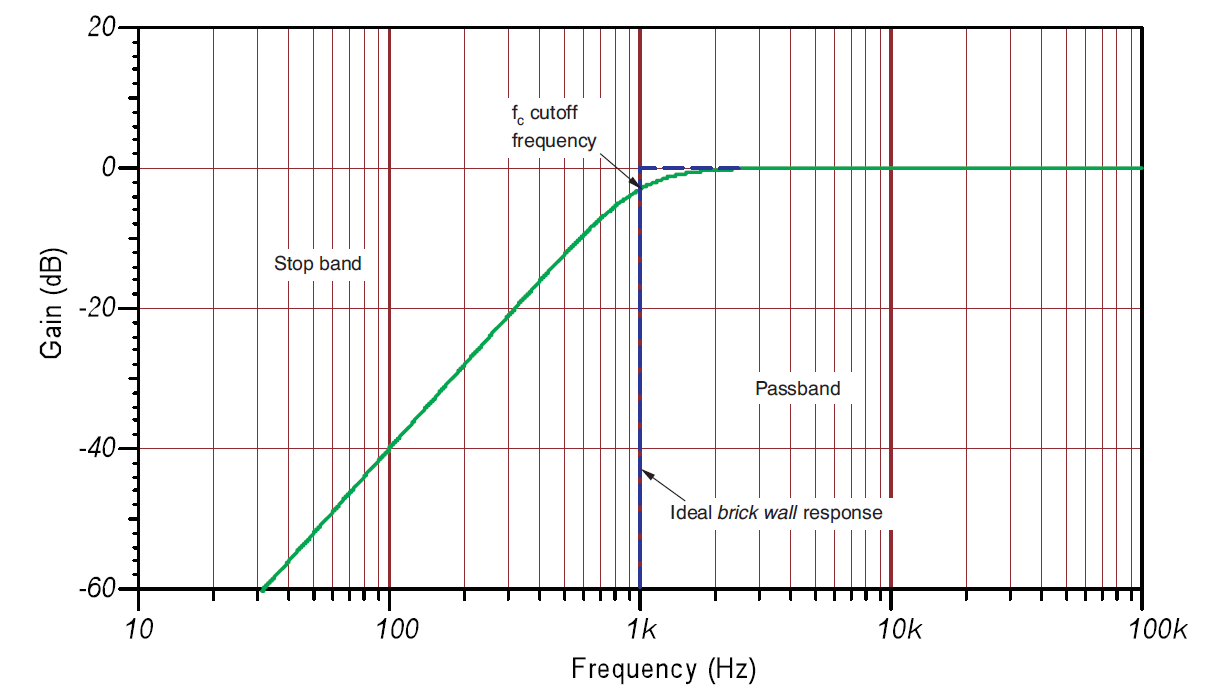 20
f_c cutoff
frequency
0
Stop band
Gain (dB)
-20
Passband
-40
Ideal brick wall response
-60
10
100
1k
10k
100k
Frequency (Hz)